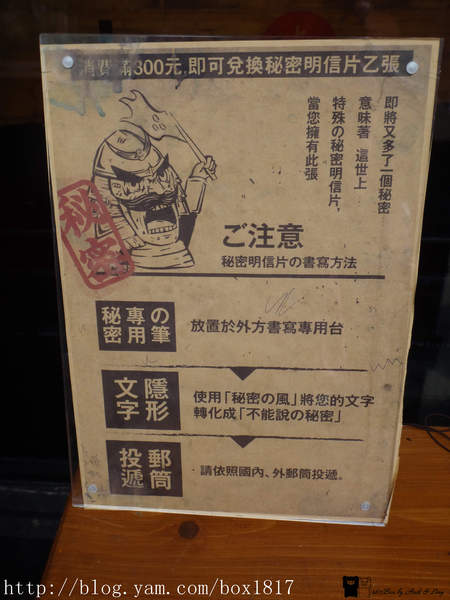 消費滿300元,即可兌換秘密明信片乙張
當您擁有此張
特殊の秘密明信片,
意味著 這世上
即將又多了一個秘密
秘密
ご注意
秘密明信片の書寫方法
秘密
專用
の筆
放置於外方書寫專用台
隱形
文字
使用「秘密の風」將您的文字
轉化成「不能說の秘密」
郵筒
投遞
請依照國內、外郵筒投遞。
http://blog.yam.com/box1817